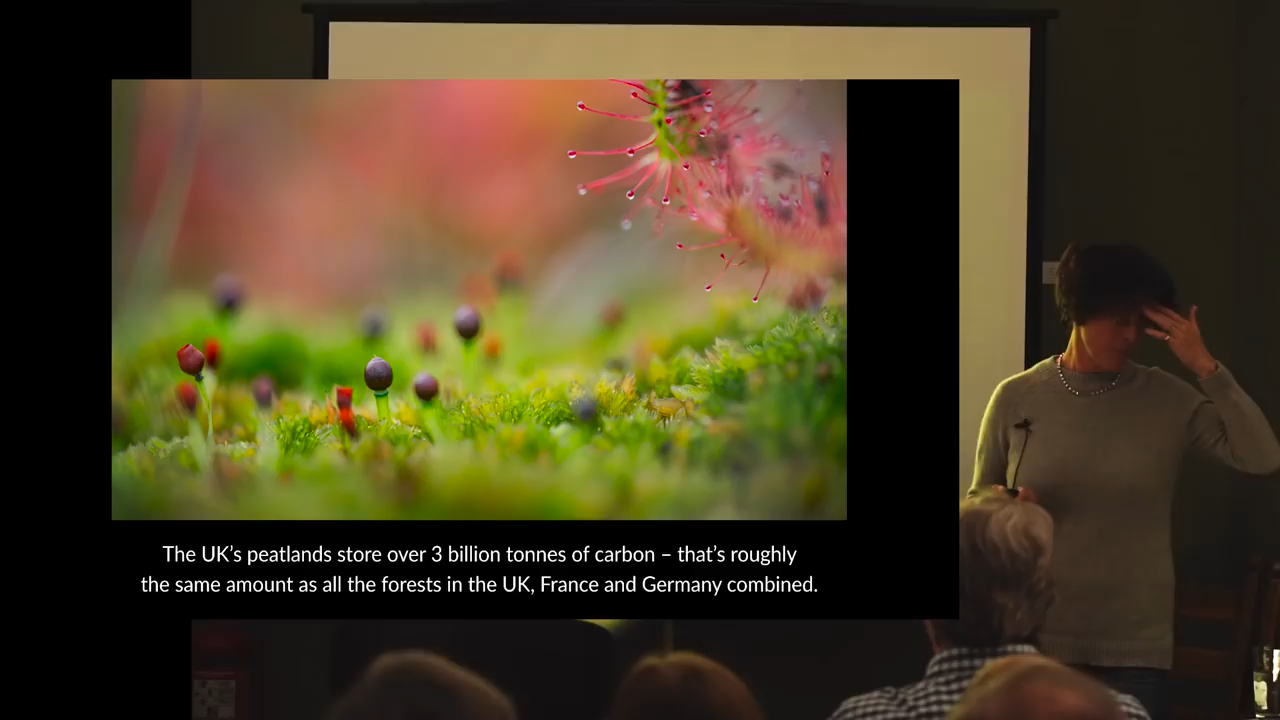 The UK’s peatlands store over 3 billion tonnes of carbon – that’s roughly
the same amount as all the forests in the UK, France and Germany combined.